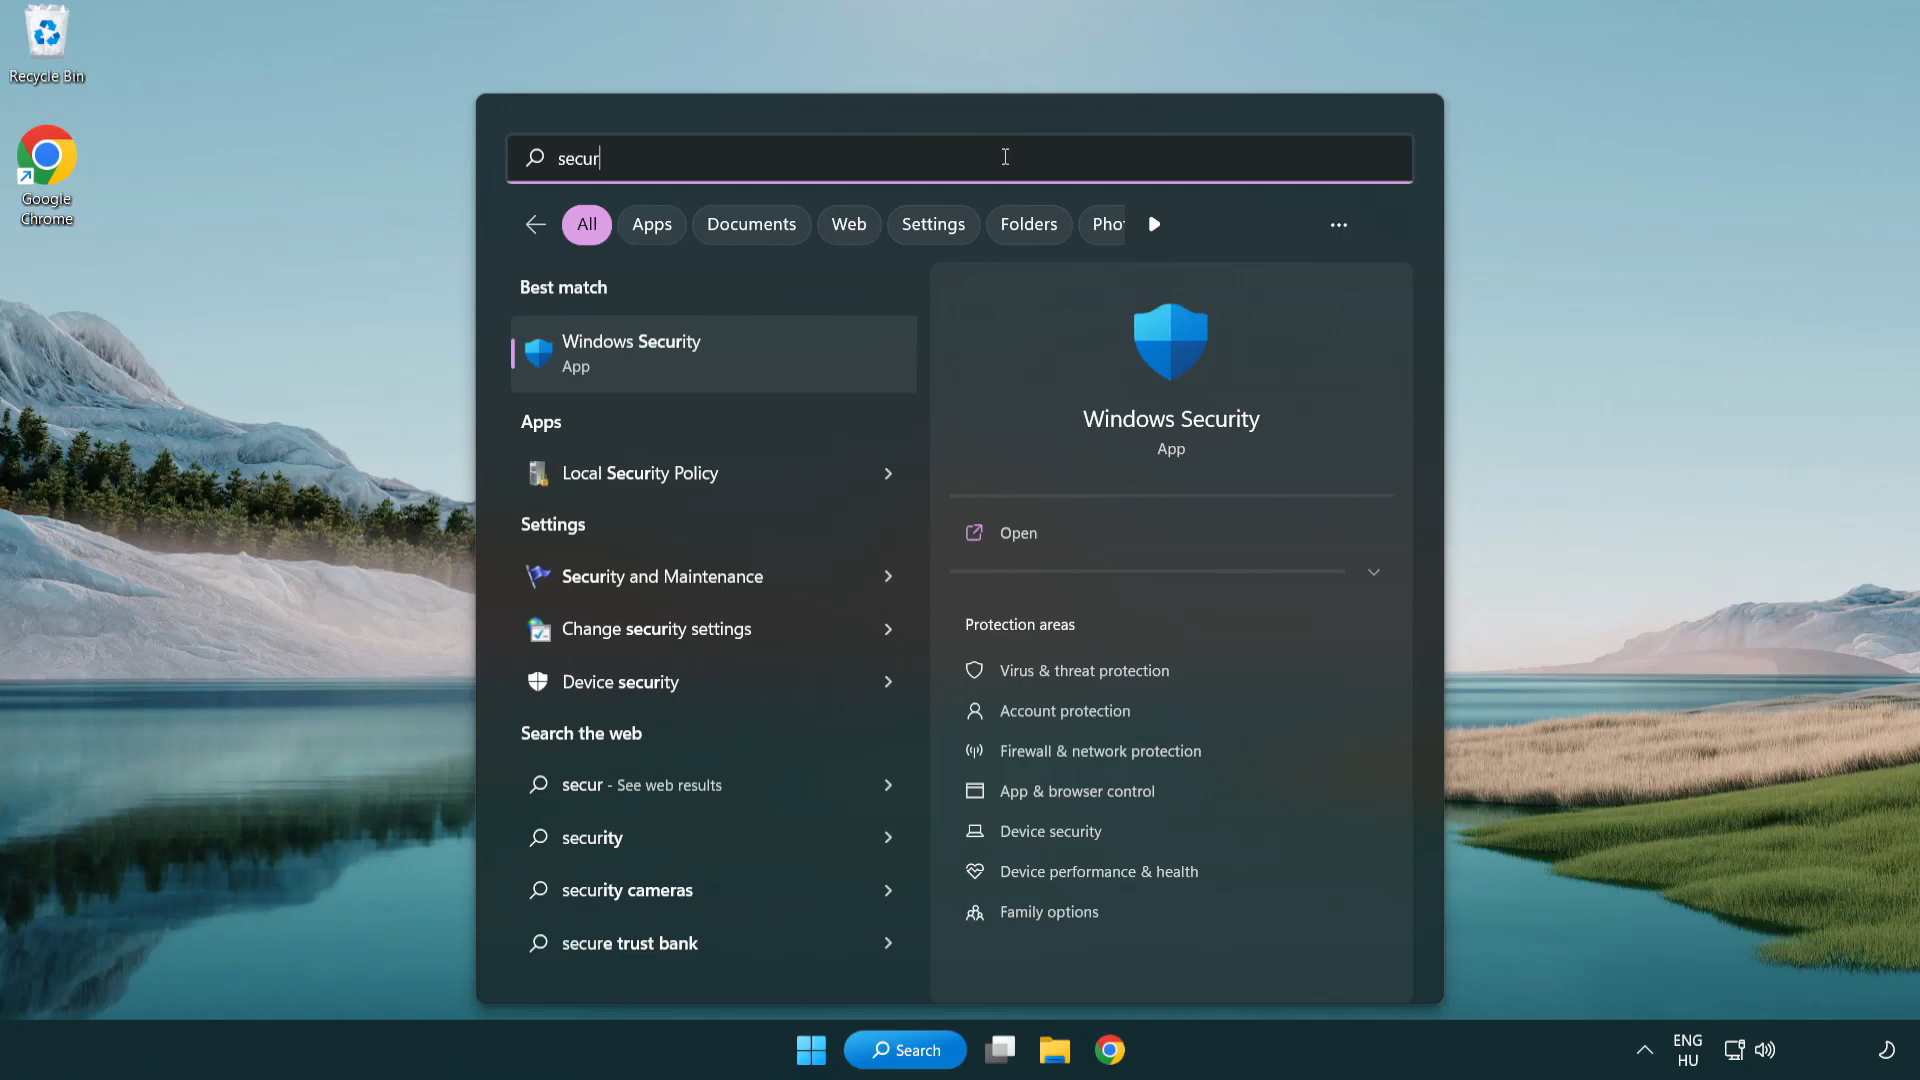 Recycle Bin
Google
Chrome
secur
All
Apps
Documents
Web
Settings
Folders
Best match
Windows Security
App
Apps
Local Security Policy
Settings
Security and Maintenance
Change security settings
Device security
Search the web
secur - See web results
security
security cameras
secure trust bank
Windows Security
App
Open
Protection areas
Virus & threat protection
Account protection
Firewall & network protection
App & browser control
Device security
Device performance & health
Family options
Search
ENG
HU